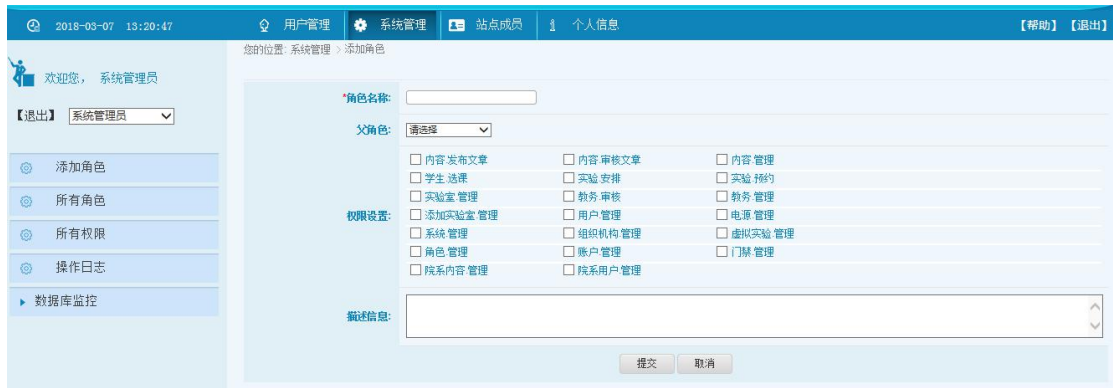 2018-03-07 13:20:47 用户管理 系统管理 站点成员 个人信息 【帮助】 【退出】
您的位置: 系统管理 > 添加角色
欢迎您, 系统管理员
【退出】 系统管理员
添加角色
所有角色
所有权限
操作日志
数据库监控
*角色名称:
父角色: 请选择
权限设置:
内容.发布文章 内容.审核文章 内容.管理
学生.选课 实验.安排 实验.预约
实验室.管理 教务.审核 教务.管理
添加实验室.管理 用户.管理 电源.管理
系统.管理 组织机构.管理 虚拟实验.管理
角色.管理 账户.管理 门禁.管理
院系内容.管理 院系用户.管理
描述信息:
提交 取消